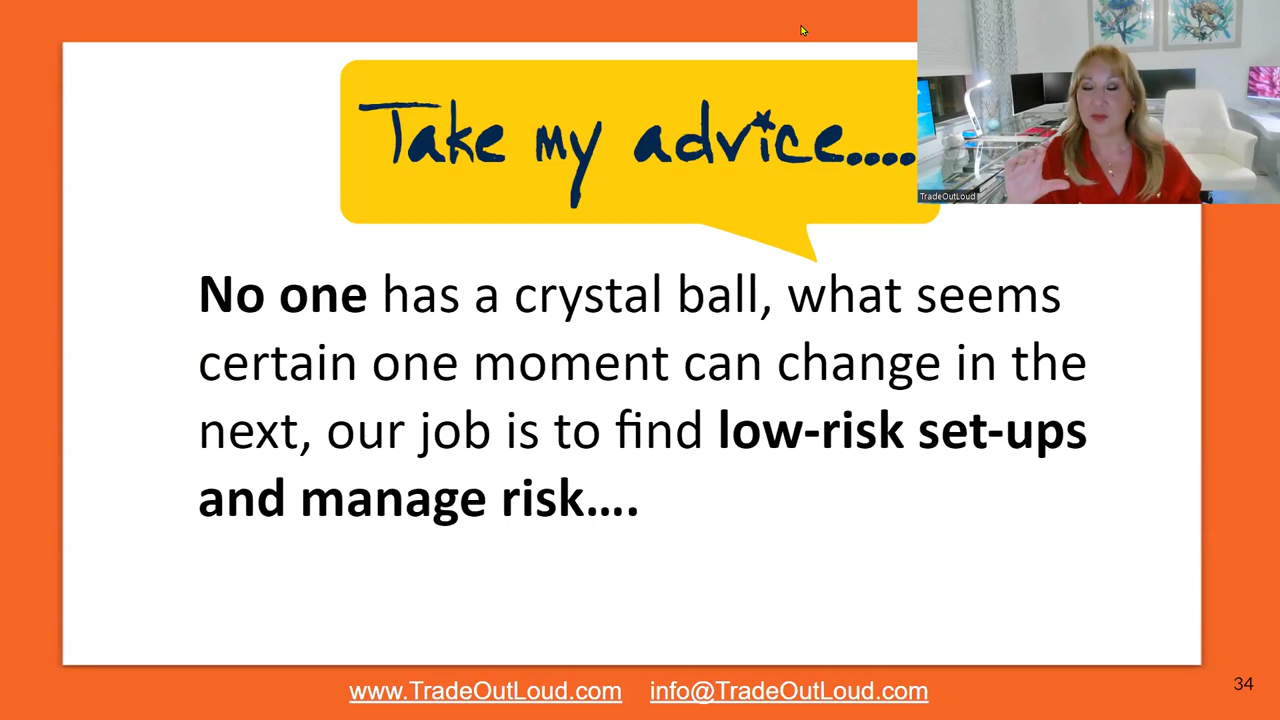 Take my advice....
TradeOutLoud
No one has a crystal ball, what seems
certain one moment can change in the
next, our job is to find low-risk set-ups
and manage risk….
www.TradeOutLoud.com info@TradeOutLoud.com
34